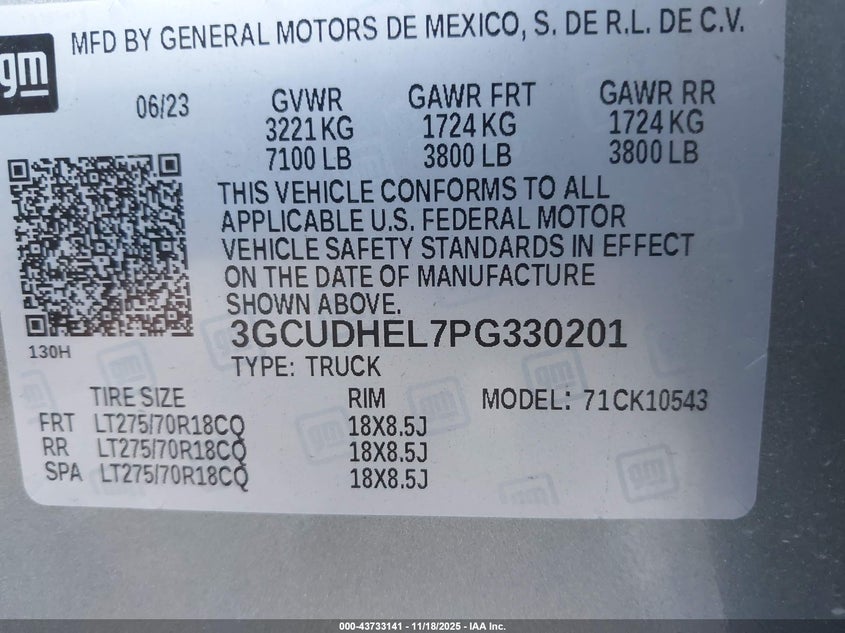 gm
MFD BY GENERAL MOTORS DE MEXICO, S. DE R.L. DE C.V.
06/23 GVWR GAWR FRT GAWR RR
3221 KG 1724 KG 1724 KG
7100 LB 3800 LB 3800 LB
THIS VEHICLE CONFORMS TO ALL
APPLICABLE U.S. FEDERAL MOTOR
VEHICLE SAFETY STANDARDS IN EFFECT
ON THE DATE OF MANUFACTURE
SHOWN ABOVE.
3GCUDHEL7PG330201
130H
TYPE: TRUCK
TIRE SIZE RIM MODEL: 71CK10543
FRT LT275/70R18CQ 18X8.5J
RR LT275/70R18CQ 18X8.5J
SPA LT275/70R18CQ 18X8.5J
000-43733141 - 11/18/2025 - IAA Inc.